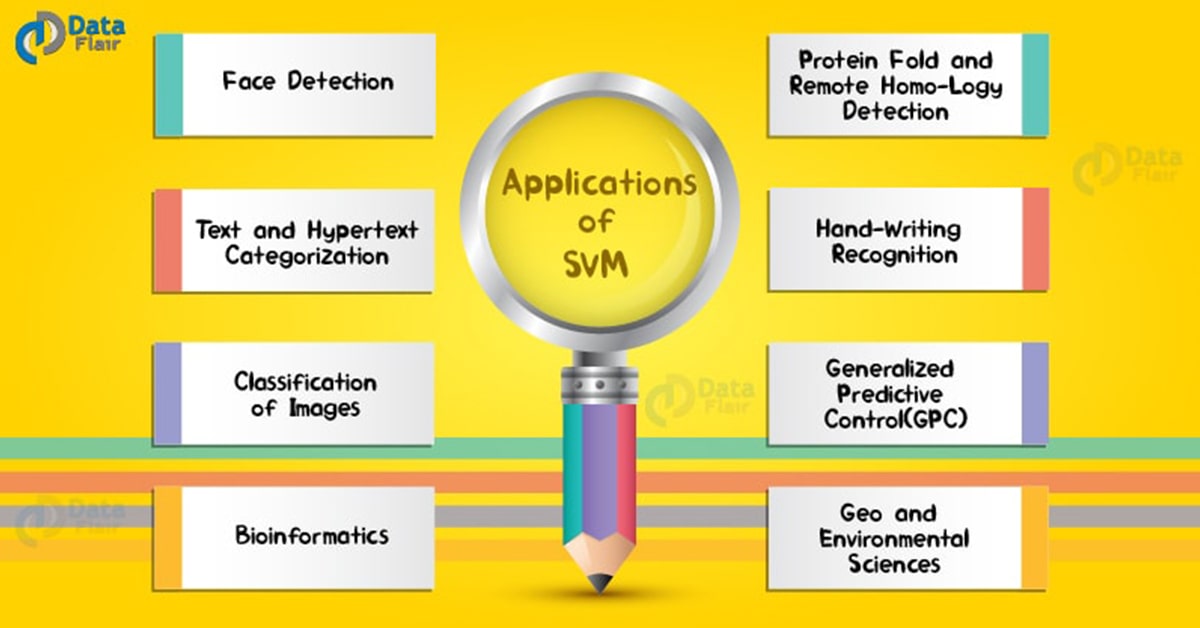 Data
Flair
Face Detection
Protein Fold and
Remote Homo-Logy
Detection
Applications
of
SVM
Data
Flair
Text and Hypertext
Categorization
Hand-Writing
Recognition
Classification
of Images
Generalized
Predictive
Control(GPC)
Data
Flair
Data
Flair
Bioinformatics
Geo and
Environmental
Sciences